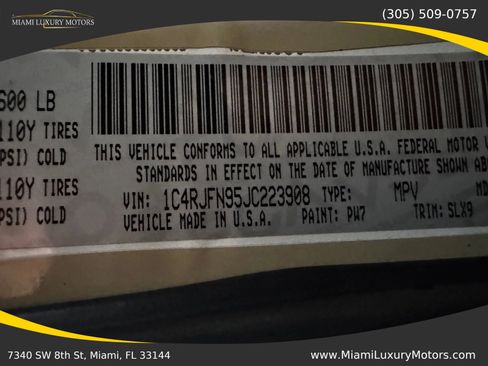 MIAMI LUXURY MOTORS
(305) 509-0757
600 LB
110Y TIRES
PSI) COLD
110Y TIRES
PSI) COLD
THIS VEHICLE CONFORMS TO ALL APPLICABLE U.S.A. FEDERAL MOTOR V
STANDARDS IN EFFECT ON THE DATE OF MANUFACTURE SHOWN AB
VIN: 1C4RJFN95JC223908 TYPE: MPV MD
VEHICLE MADE IN U.S.A. PAINT: PW7 TRIM: SLX9
7340 SW 8th St, Miami, FL 33144
www.MiamiLuxuryMotors.com